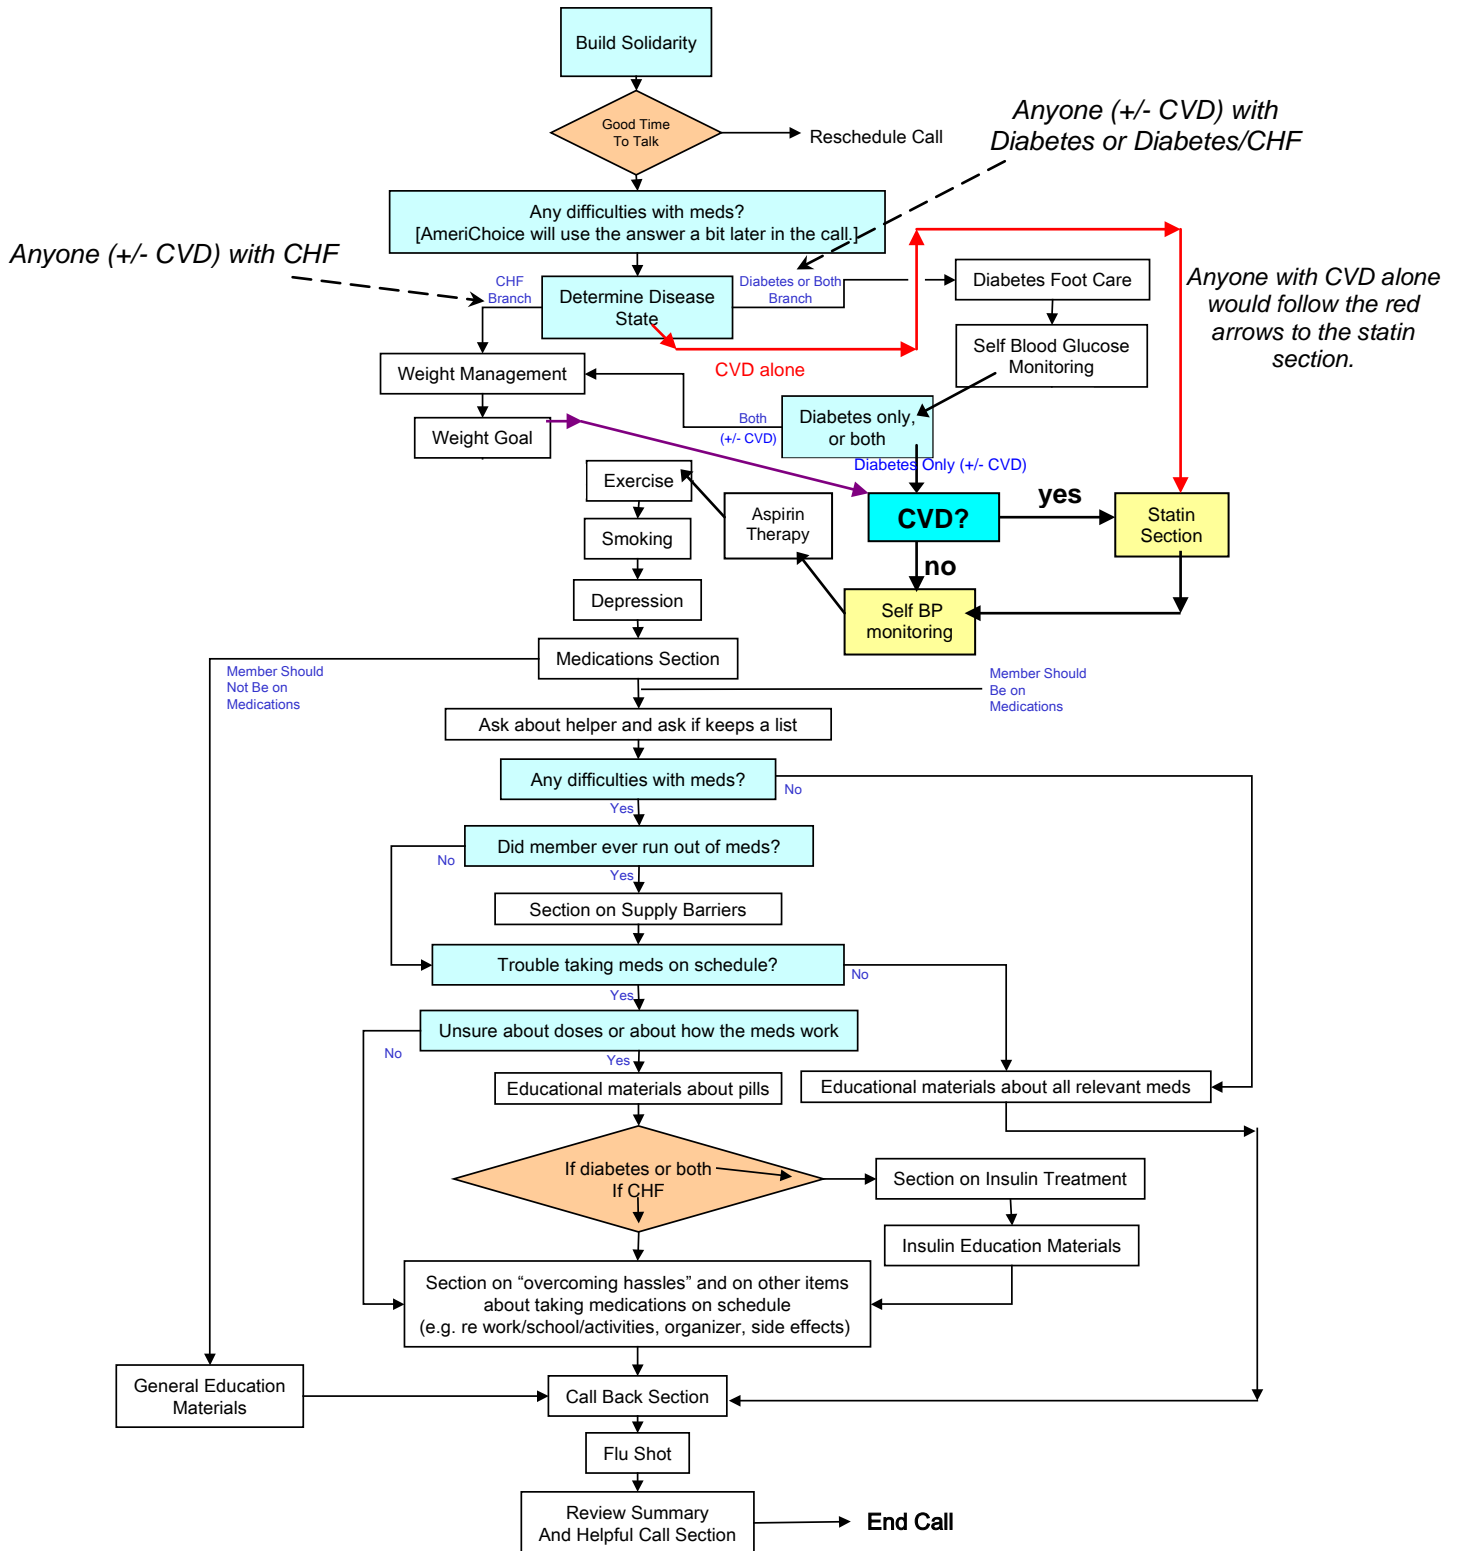 Build Solidarity
Good Time
To Talk
Reschedule Call
Anyone (+/- CVD) with
Diabetes or Diabetes/CHF
Any difficulties with meds?
[AmeriChoice will use the answer a bit later in the call.]
Anyone (+/- CVD) with CHF
CHF
Branch
Determine Disease
State
Diabetes or Both
Branch
Diabetes Foot Care
Anyone with CVD alone
would follow the red
arrows to the statin
section.
Self Blood Glucose
Monitoring
CVD alone
Weight Management
Weight Goal
Both
(+/- CVD)
Diabetes only,
or both
Diabetes Only (+/- CVD)
Exercise
Aspirin
Therapy
CVD?
yes
Statin
Section
Smoking
no
Depression
Self BP
monitoring
Medications Section
Member Should
Not Be on
Medications
Member Should
Be on
Medications
Ask about helper and ask if keeps a list
Any difficulties with meds?
No
Yes
Did member ever run out of meds?
No
Yes
Section on Supply Barriers
Trouble taking meds on schedule?
No
Yes
Unsure about doses or about how the meds work
No
Yes
Educational materials about pills
Educational materials about all relevant meds
If diabetes or both
If CHF
Section on Insulin Treatment
Insulin Education Materials
Section on “overcoming hassles” and on other items
about taking medications on schedule
(e.g. re work/school/activities, organizer, side effects)
General Education
Materials
Call Back Section
Flu Shot
Review Summary
And Helpful Call Section
End Call